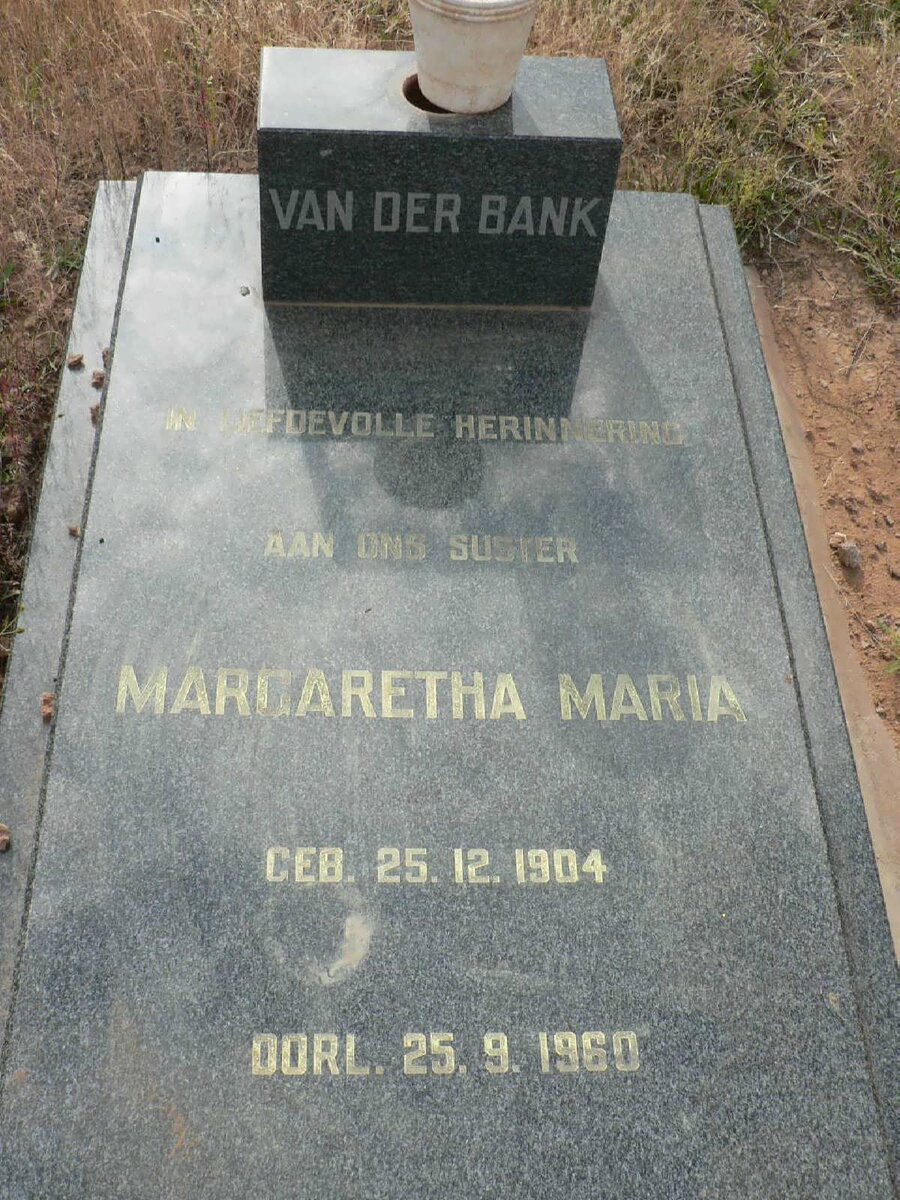 VAN DER BANK
IN LIEFDEVOLLE HERINNERING
AAN ONS SUSTER
MARGARETHA MARIA
GEB. 25. 12. 1904
OORL. 25. 9. 1960